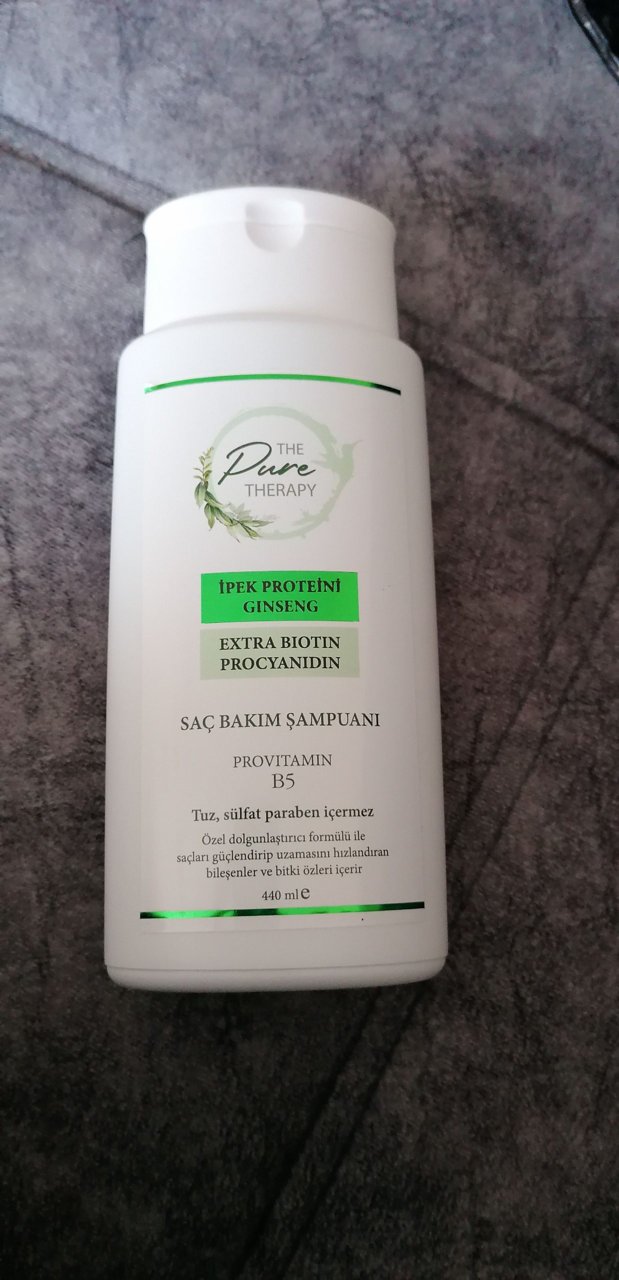 THE
Pure
THERAPY
İPEK PROTEİNİ
GINSENG
EXTRA BIOTIN
PROCYANIDIN
SAÇ BAKIM ŞAMPUANI
PROVITAMIN
B5
Tuz, sülfat paraben içermez
Özel dolgunlaştırıcı formülü ile
saçları güçlendirip uzamasını hızlandıran
bileşenler ve bitki özleri içerir
440 ml e